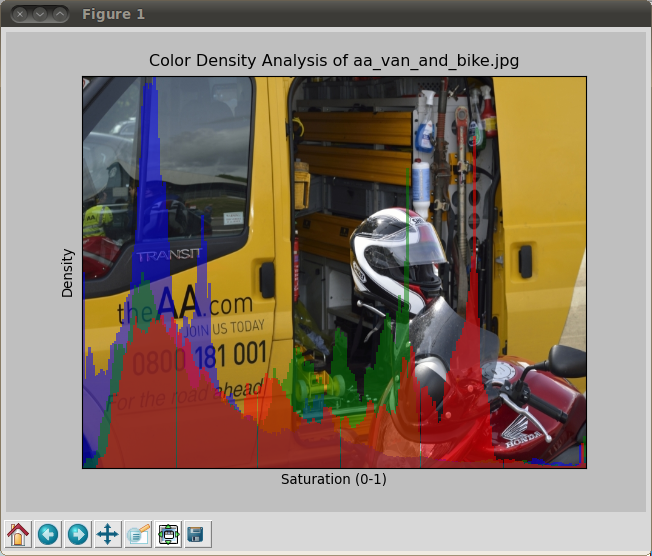 Figure 1
Color Density Analysis of aa_van_and_bike.jpg
Density
TRANSIT
theAA.com
JOIN US TODAY
0800 181 001
For the road ahead
HONDA
Saturation (0-1)